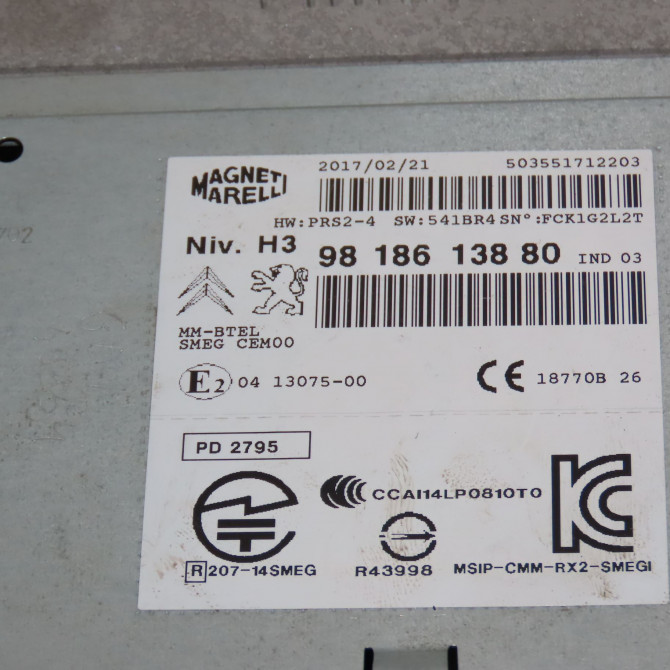 MAGNETI
MARELLI
2017/02/21 503551712203
HW:PRS2-4 SW:541BR4 SN°:FCK1G2L2T
Niv. H3 98 186 138 80 IND 03
MM-BTEL
SMEG CEM00
E2 04 13075-00 CE 18770B 26
PD 2795
CCAI14LP0810T0
R 207-14SMEG R43998 MSIP-CMM-RX2-SMEGI